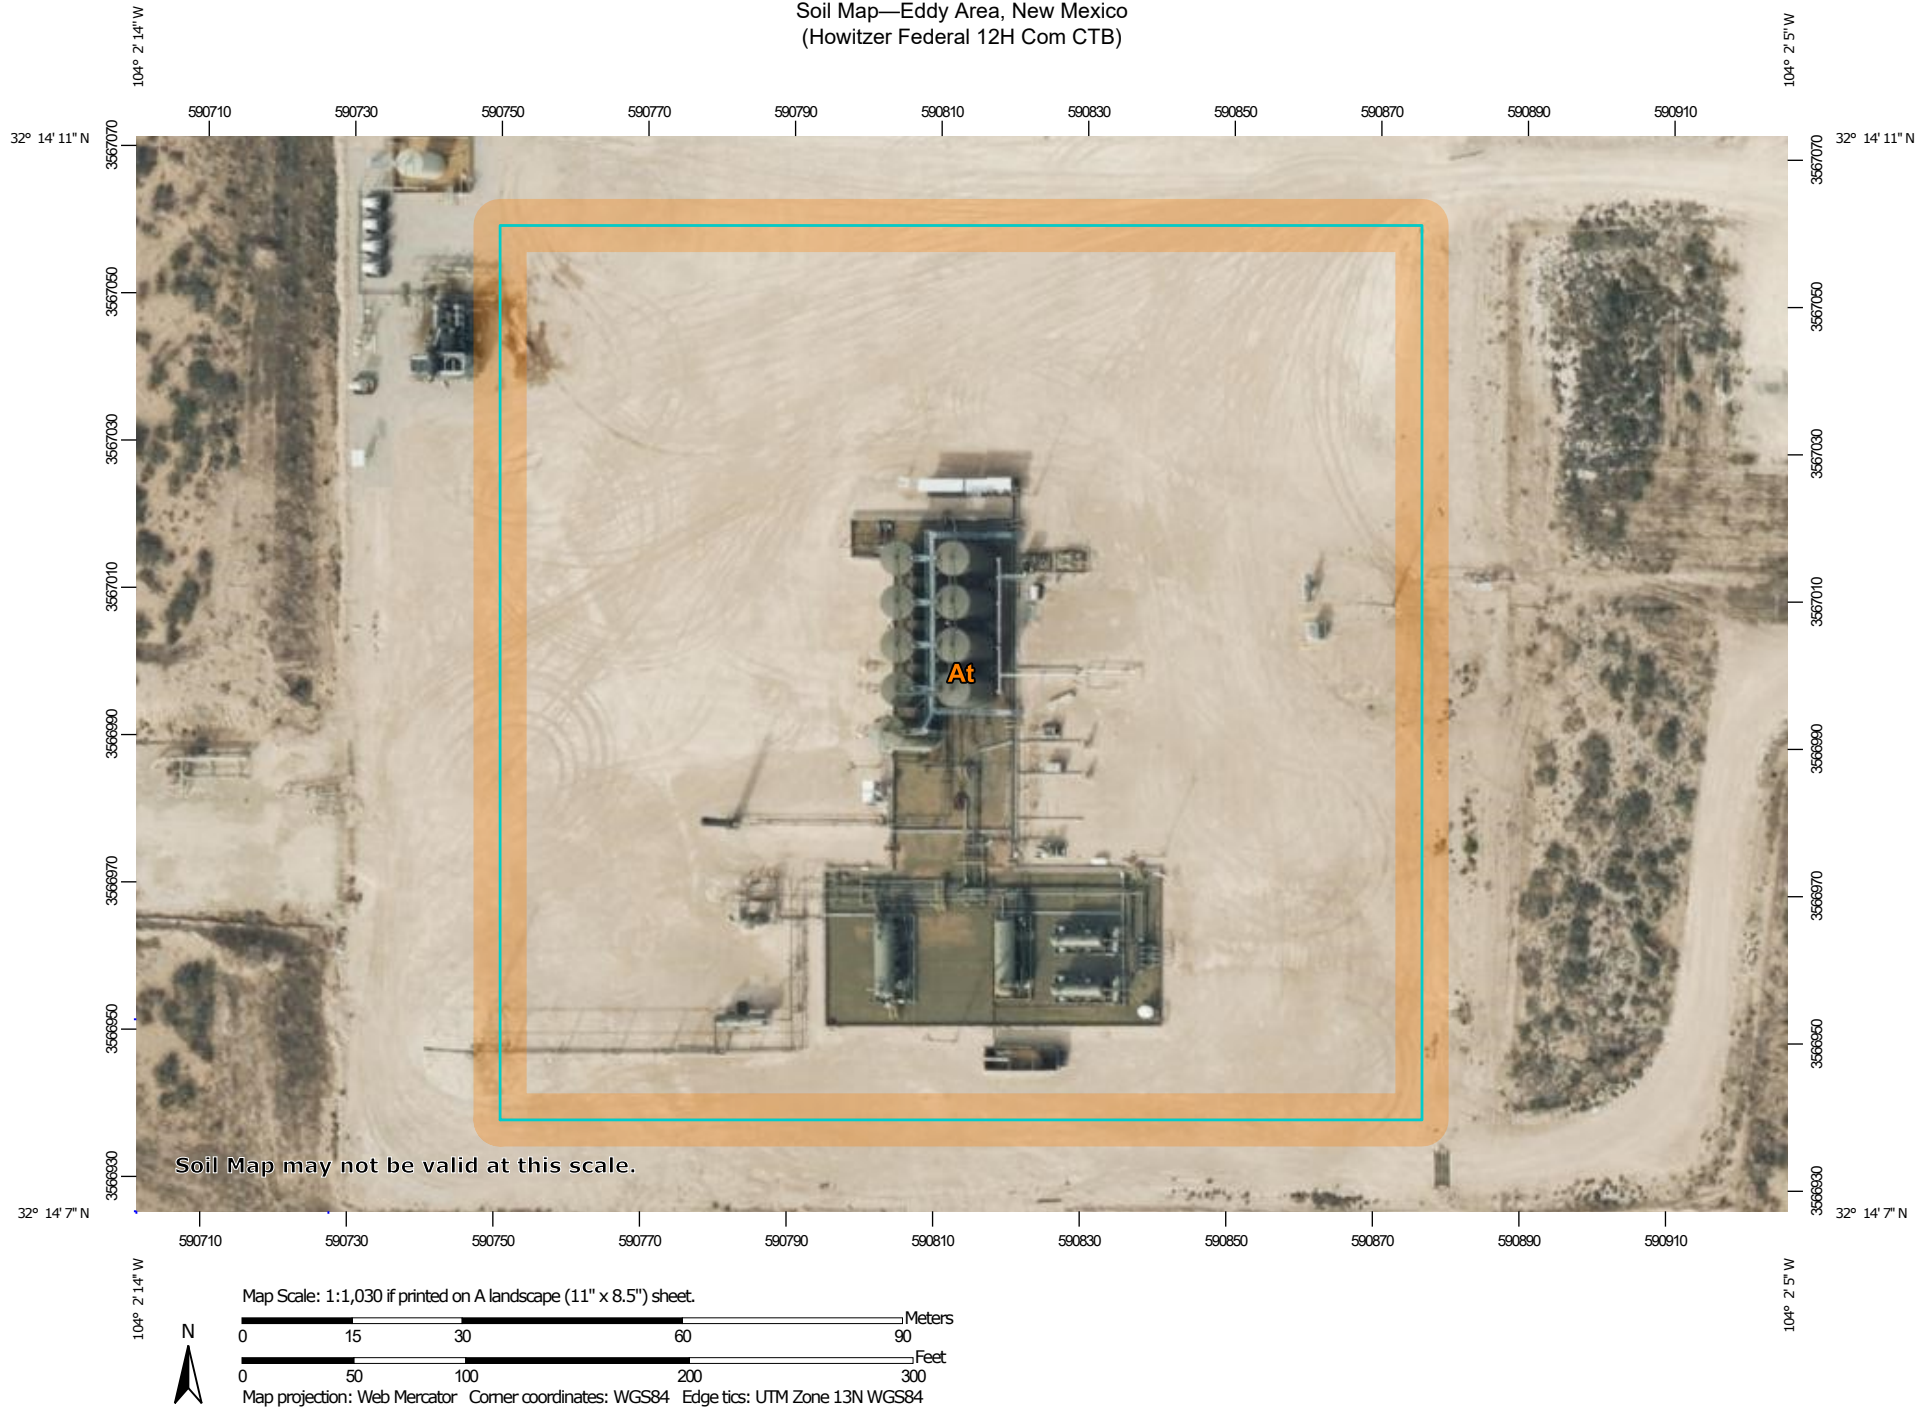 Soil Map—Eddy Area, New Mexico
(Howitzer Federal 12H Com CTB)
104° 2' 14" W
104° 2' 5" W
590710 590730 590750 590770 590790 590810 590830 590850 590870 590890 590910
32° 14' 11" N
32° 14' 11" N
3567070
3567070
3567050
3567050
3567030
3567030
3567010
3567010
At
3566990
3566990
3566970
3566970
3566950
3566950
Soil Map may not be valid at this scale.
3566930
3566930
32° 14' 7" N
32° 14' 7" N
590710 590730 590750 590770 590790 590810 590830 590850 590870 590890 590910
104° 2' 14" W
104° 2' 5" W
Map Scale: 1:1,030 if printed on A landscape (11" x 8.5") sheet.
Meters
N
0 15 30 60 90
Feet
0 50 100 200 300
Map projection: Web Mercator Corner coordinates: WGS84 Edge tics: UTM Zone 13N WGS84